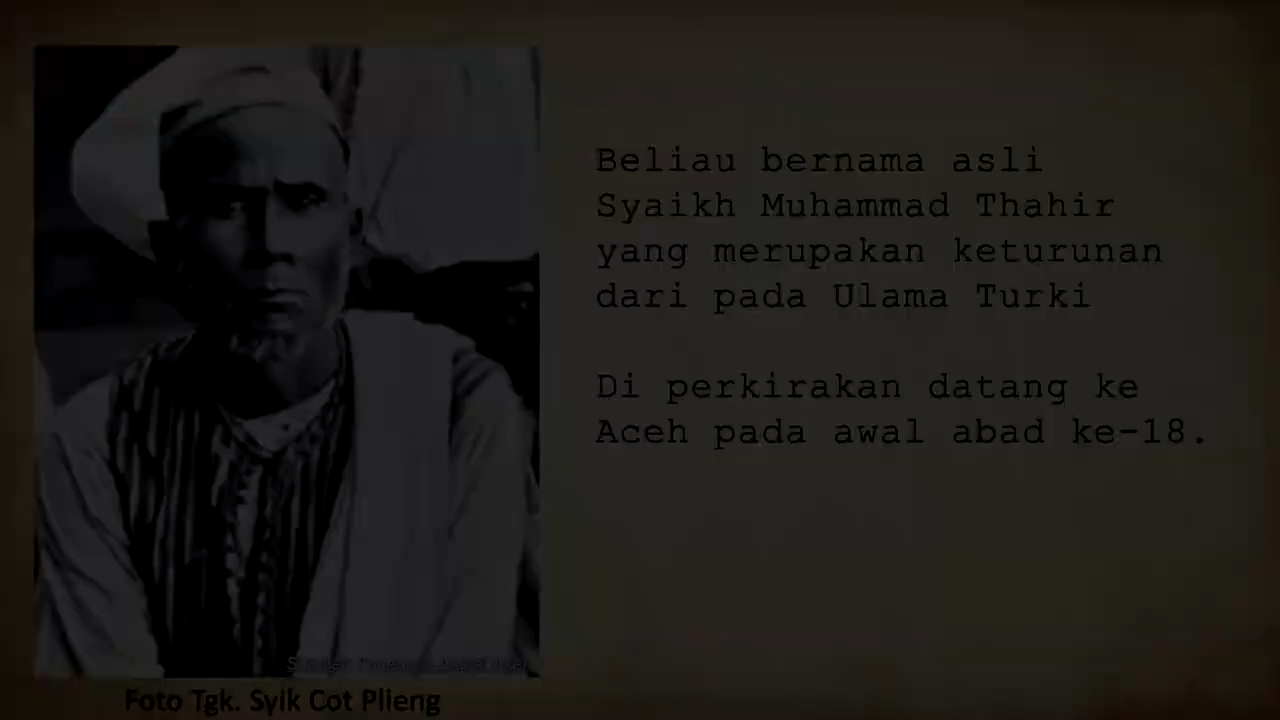 Beliau bernama asli
Syaikh Muhammad Thahir
yang merupakan keturunan
dari pada Ulama Turki
Di perkirakan datang ke
Aceh pada awal abad ke-18.
Foto Tgk. Syik Cot Plieng